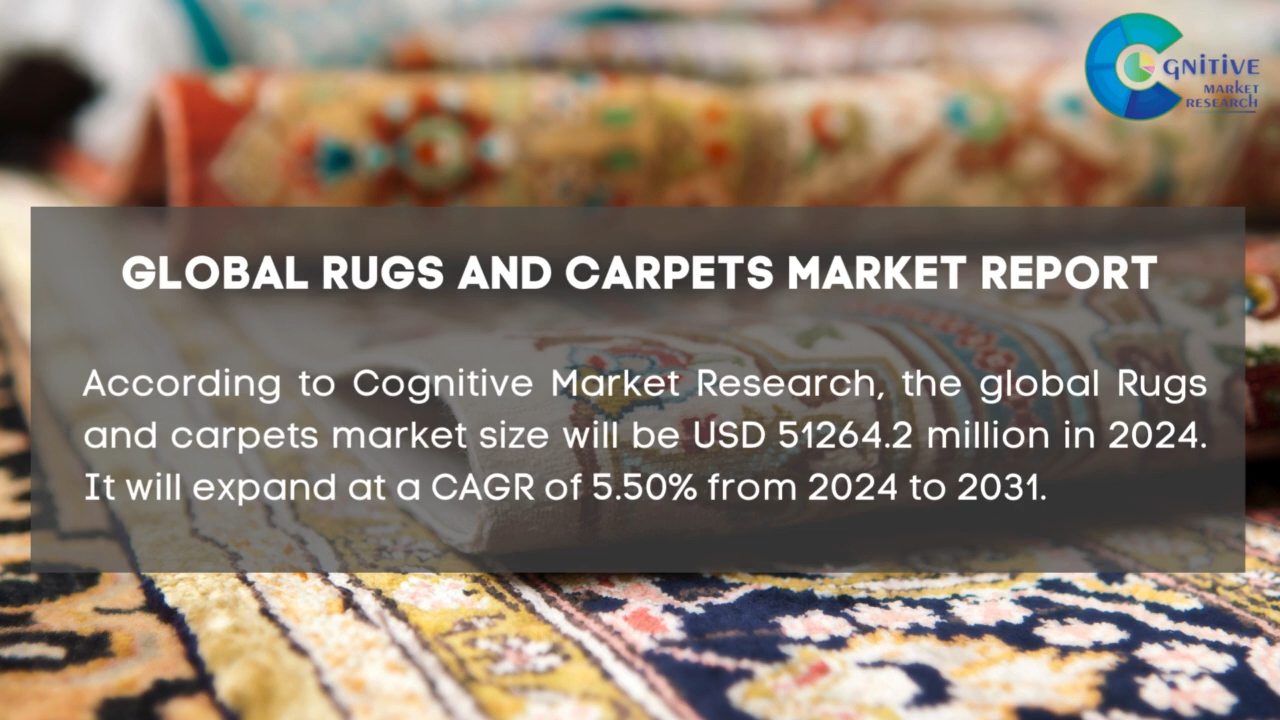 GNITIVE
MARKET
RESEARCH
GLOBAL RUGS AND CARPETS MARKET REPORT
According to Cognitive Market Research, the global Rugs
and carpets market size will be USD 51264.2 million in 2024.
It will expand at a CAGR of 5.50% from 2024 to 2031.